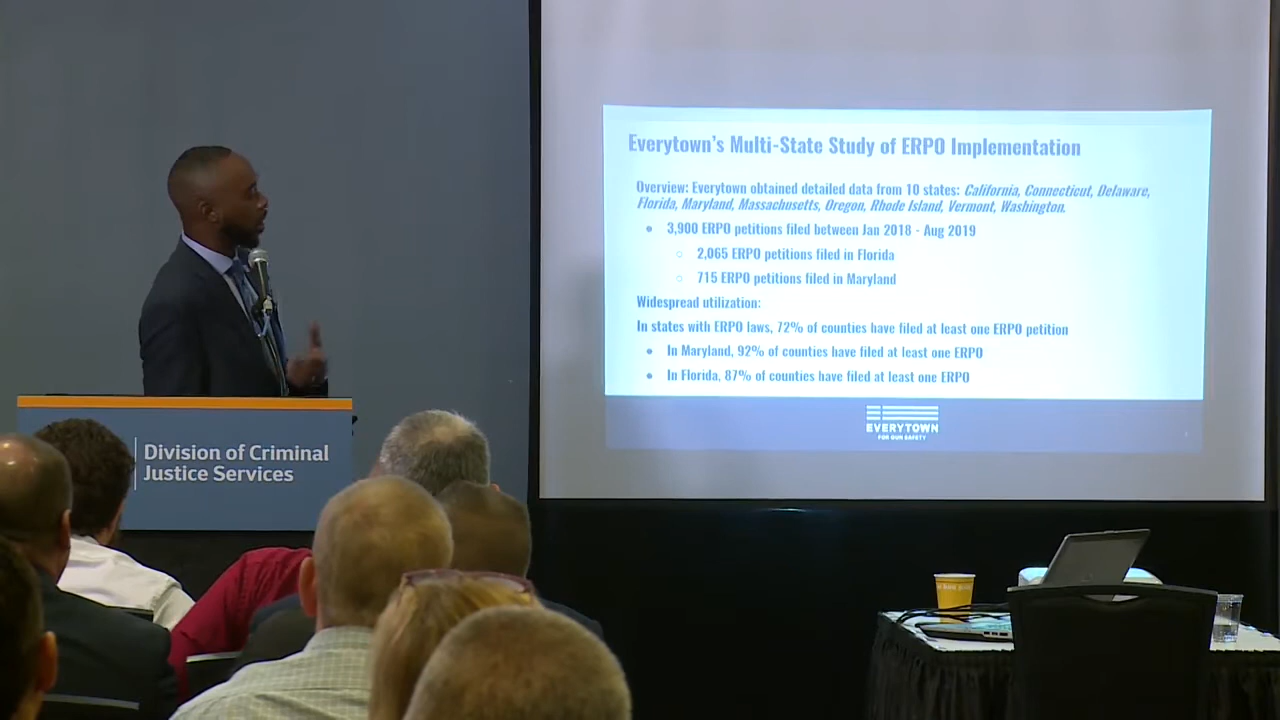 Everytown's Multi-State Study of ERPO Implementation
Overview: Everytown obtained detailed data from 10 states: California, Connecticut, Delaware,
Florida, Maryland, Massachusetts, Oregon, Rhode Island, Vermont, Washington.
3,900 ERPO petitions filed between Jan 2018 - Aug 2019
2,065 ERPO petitions filed in Florida
715 ERPO petitions filed in Maryland
Widespread utilization:
In states with ERPO laws, 72% of counties have filed at least one ERPO petition
In Maryland, 92% of counties have filed at least one ERPO
In Florida, 87% of counties have filed at least one ERPO
EVERYTOWN
FOR OUR SAFETY
Division of Criminal
Justice Services